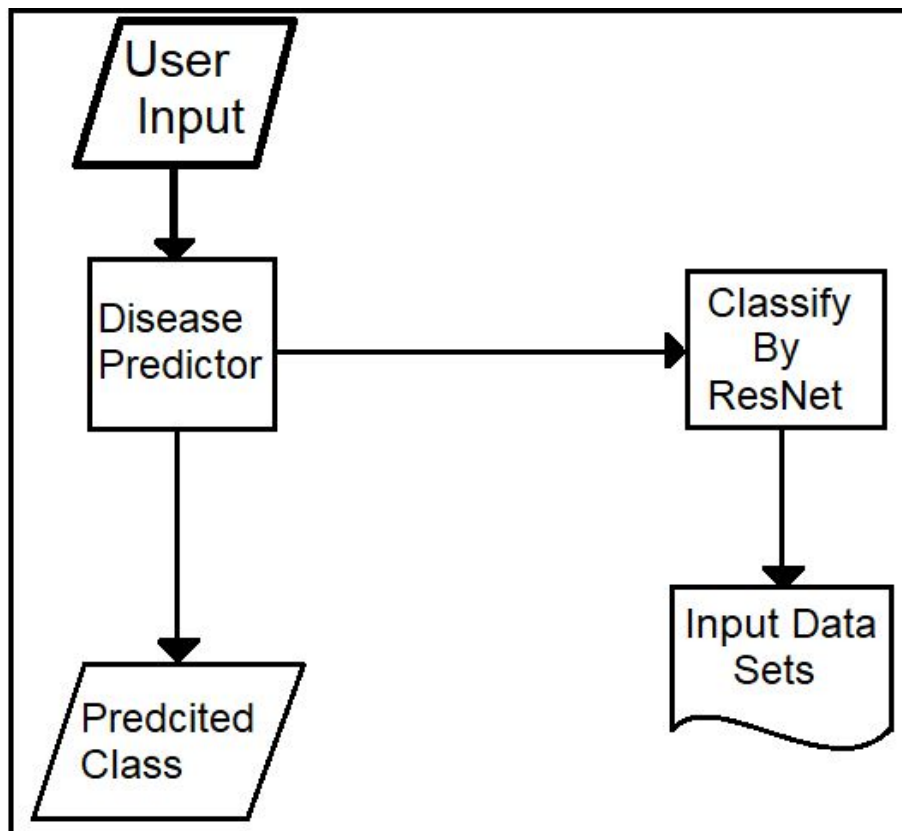 User
Input
Disease
Predictor
Classify
By
ResNet
Predcited
Class
Input Data
Sets